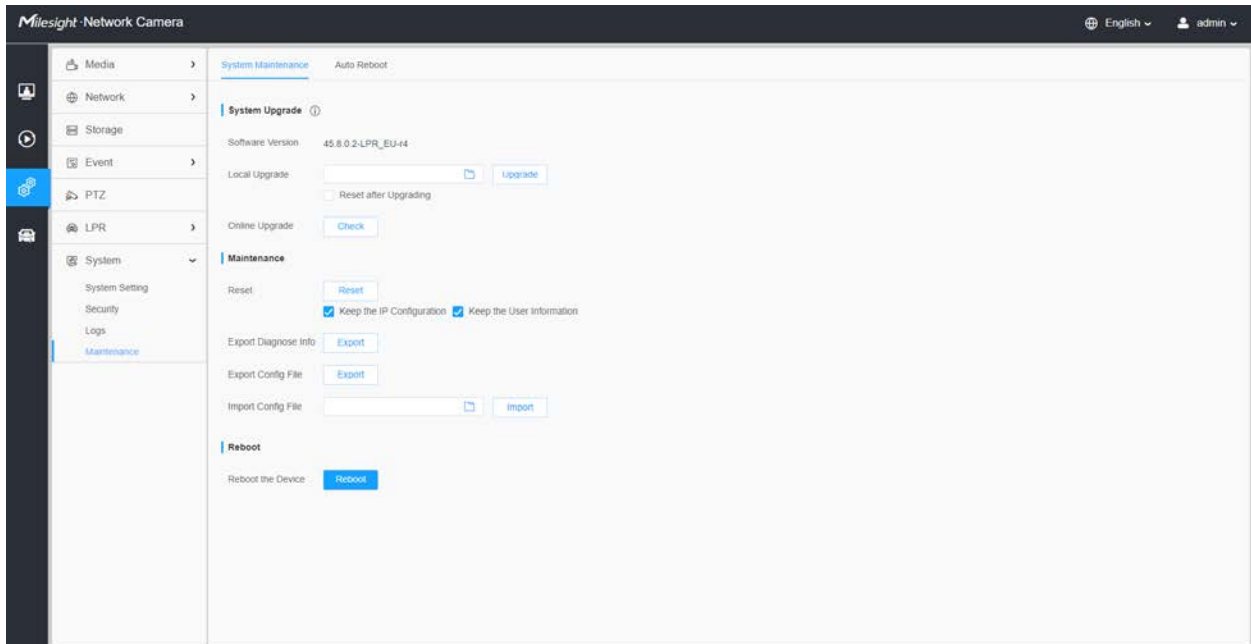 Milesight · Network Camera
English
admin
Media
Network
Storage
Event
PTZ
LPR
System
System Setting
Security
Logs
Maintenance
System Maintenance Auto Reboot
System Upgrade
Software Version 45.8.0.2-LPR_EU-r4
Local Upgrade Upgrade
Reset after Upgrading
Online Upgrade Check
Maintenance
Reset Reset
Keep the IP Configuration Keep the User Information
Export Diagnose Info Export
Export Config File Export
Import Config File Import
Reboot
Reboot the Device Reboot